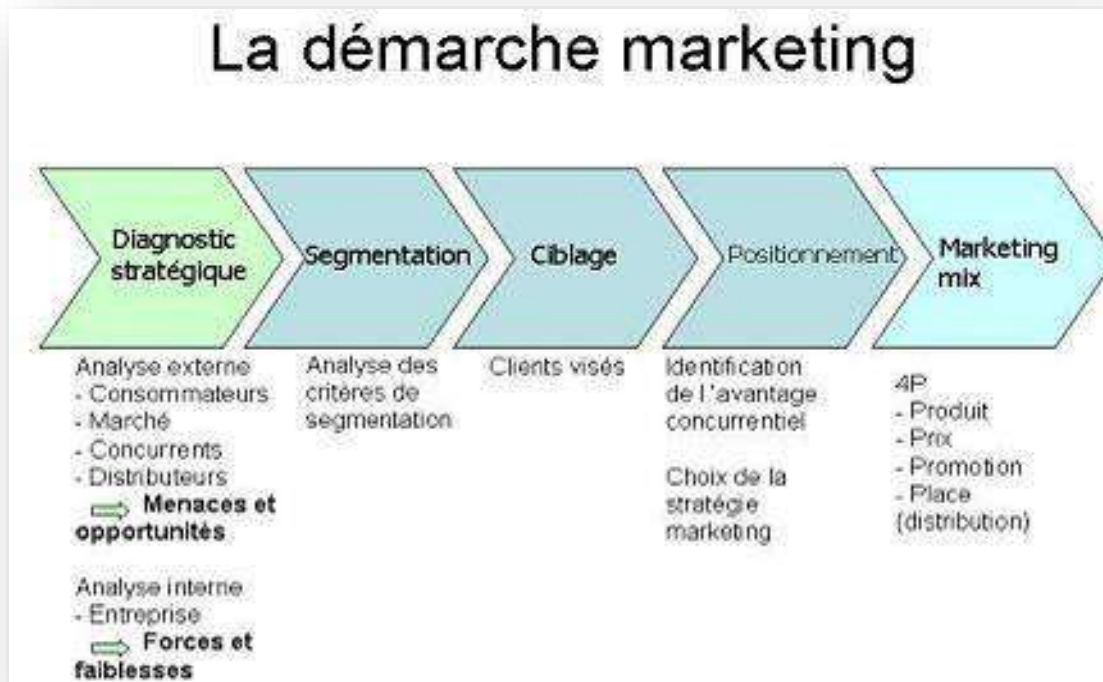 La démarche marketing
Diagnostic
stratégique
Analyse externe
- Consommateurs
- Marché
- Concurrents
- Distributeurs
Menaces et
opportunités
Analyse interne
- Entreprise
Forces et
faiblesses
Segmentation
Analyse des
critères de
segmentation
Ciblage
Clients visés
Positionnement
Identification
de l'avantage
concurrentiel
Choix de la
stratégie
marketing
Marketing
mix
4P
- Produit
- Prix
- Promotion
- Place
(distribution)